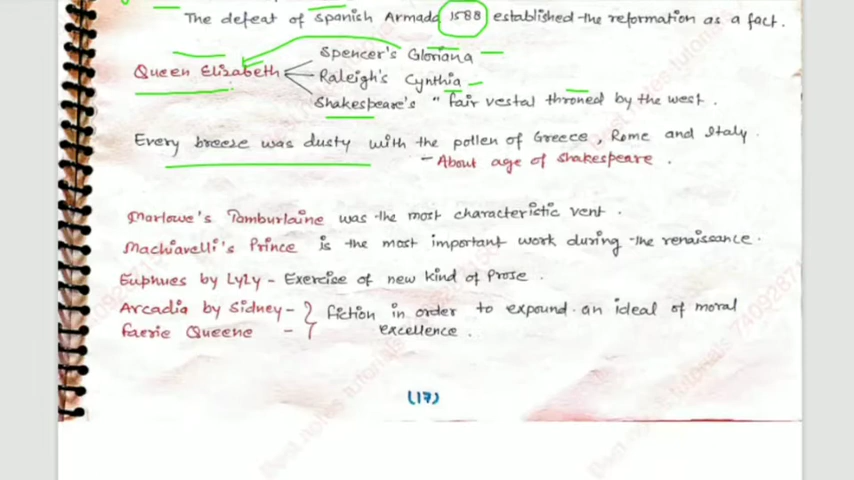 The defeat of Spanish Armada 1588 established the reformation as a fact.
Spencer's Gloriana
Queen Elizabeth
Raleigh's Cynthia
Shakespeare's " fair vestal throned by the west .
Every breeze was dusty with the pollen of Greece, Rome and Italy.
- About age of Shakespeare .
Marlowe's Tamburlaine was the most characteristic vent .
Machiavelli's Prince is the most important work during the renaissance.
Euphues by Lyly - Exercise of new kind of Prose .
Arcadia by Sidney - } fiction in order to expound an ideal of moral
Faerie Queene - excellence .
(17)